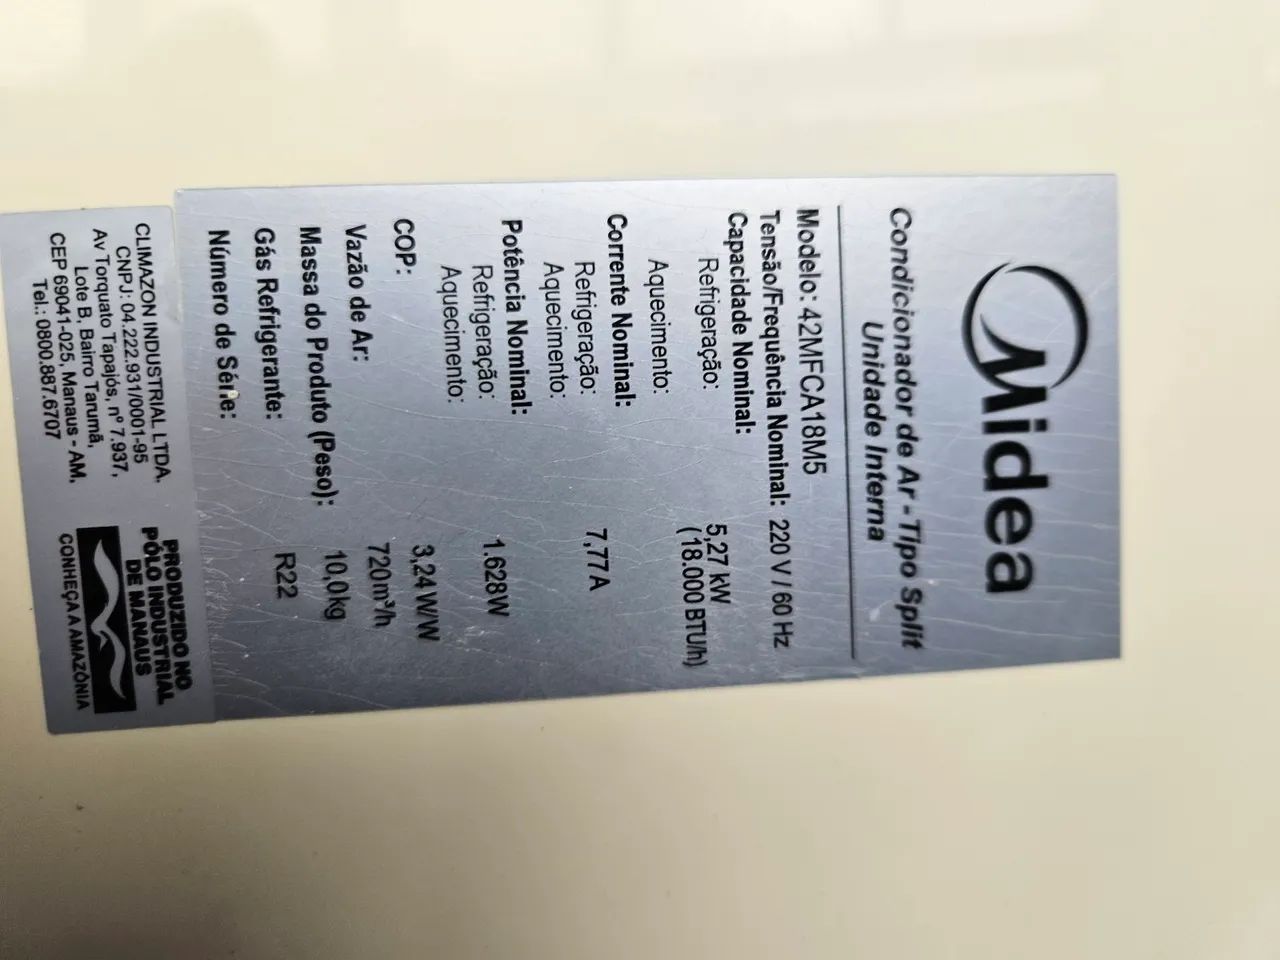 Midea
Condicionador de Ar - Tipo Split
Unidade Interna
Modelo: 42MFCA18M5
Tensão/Frequência Nominal: 220 V / 60 Hz
Capacidade Nominal:
Refrigeração: 5,27 kW
(18.000 BTU/h)
Aquecimento:
Corrente Nominal:
Refrigeração: 7,77A
Aquecimento:
Potência Nominal:
Refrigeração: 1.628W
Aquecimento:
COP: 3,24 W/W
Vazão de Ar: 720m³/h
Massa do Produto (Peso): 10,0kg
Gás Refrigerante: R22
Número de Série:
CLIMAZON INDUSTRIAL LTDA.
CNPJ: 04.222.931/0001-95
Av Torquato Tapajós, nº 7.937,
Lote B, Bairro Tarumã,
CEP 69041-025, Manaus - AM.
Tel.: 0800.887.6707
PRODUZIDO NO
PÓLO INDUSTRIAL
DE MANAUS
CONHEÇA A AMAZÔNIA